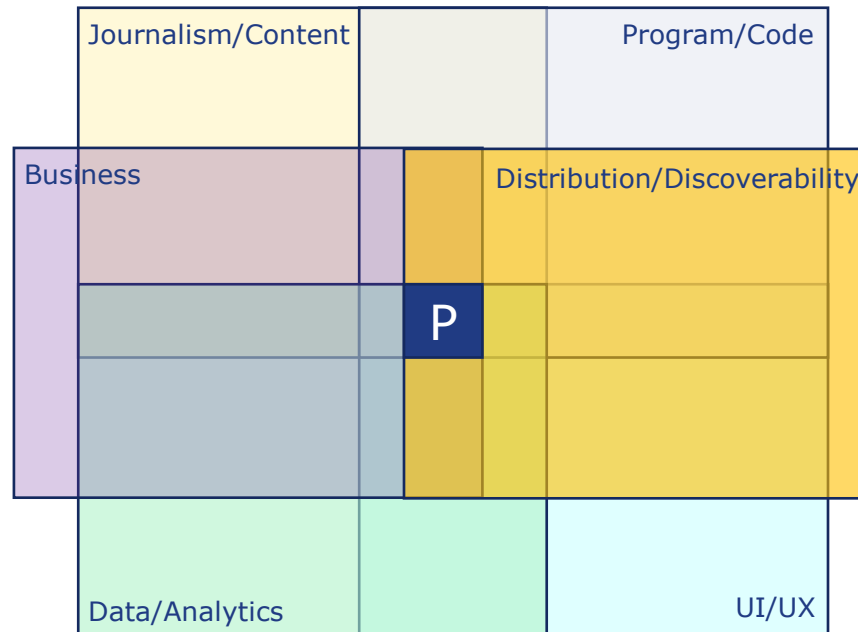 Journalism/Content
Program/Code
Business
Distribution/Discoverability
P
Data/Analytics
UI/UX